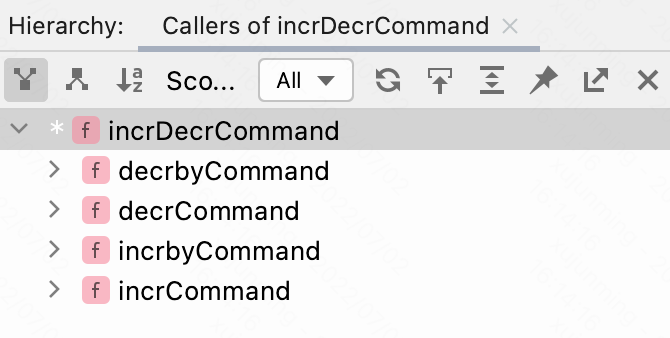 Hierarchy: Callers of incrDecrCommand
Sco... All
* f incrDecrCommand
f decrbyCommand
f decrCommand
f incrbyCommand
f incrCommand